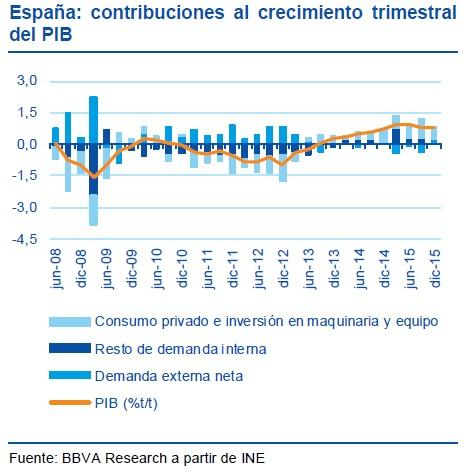 España: contribuciones al crecimiento trimestral
del PIB
3,0
1,5
0,0
-1,5
-3,0
-4,5
jun-08
dic-08
jun-09
dic-09
jun-10
dic-10
jun-11
dic-11
jun-12
dic-12
jun-13
dic-13
jun-14
dic-14
jun-15
dic-15
Consumo privado e inversión en maquinaria y equipo
Resto de demanda interna
Demanda externa neta
PIB (%t/t)
Fuente: BBVA Research a partir de INE